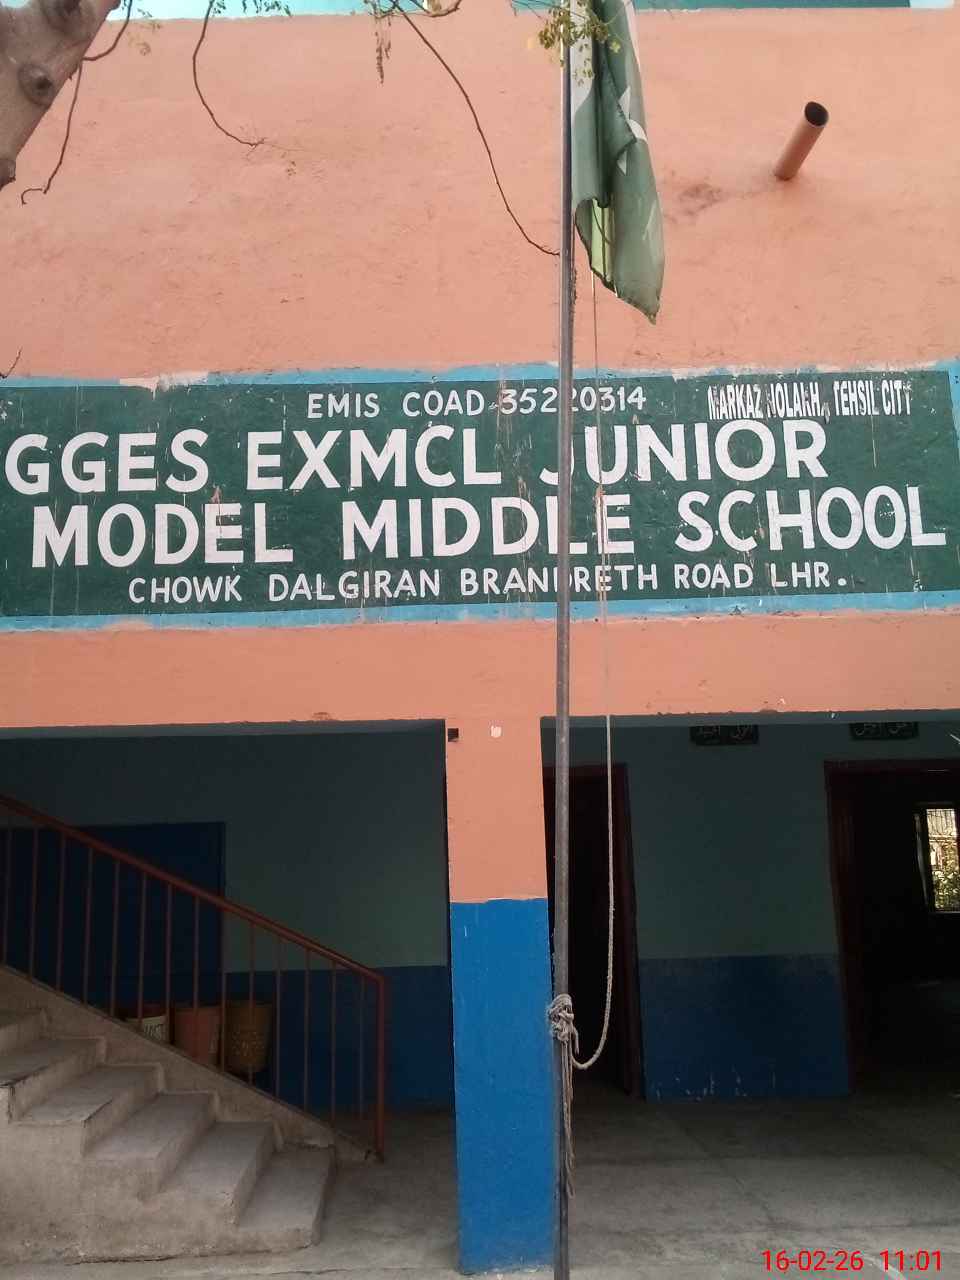 EMIS COAD 35220314
MARKAZ JOLAKH, TEHSIL CITY
GGES EXMCL JUNIOR
MODEL MIDDLE SCHOOL
CHOWK DALGIRAN BRANDRETH ROAD LHR.
16-02-26 11:01